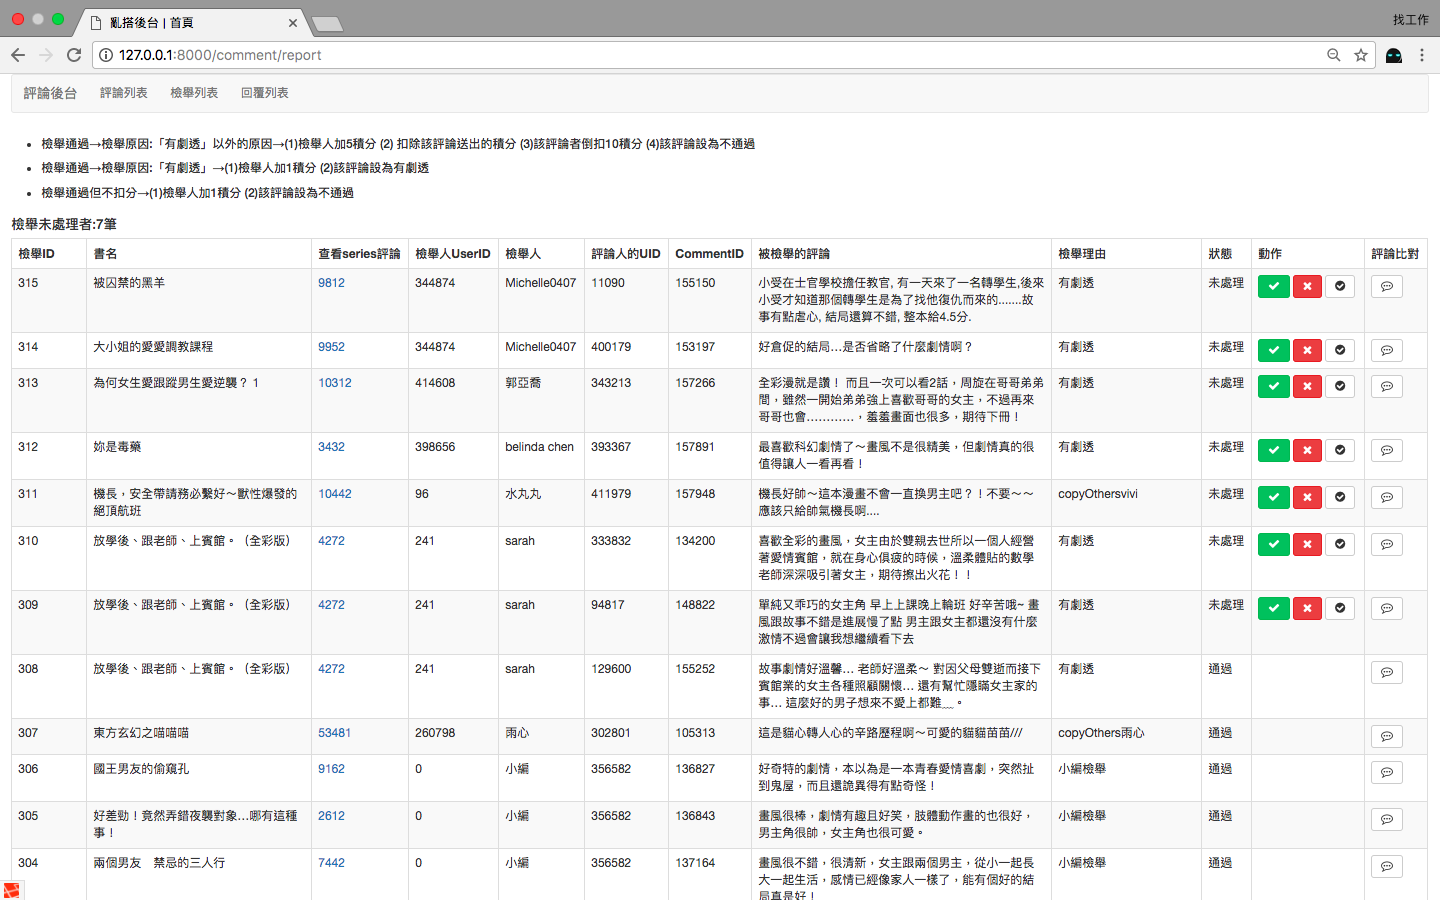 亂搭後台 | 首頁
找工作
127.0.0.1:8000/comment/report
評論後台 評論列表 檢舉列表 回覆列表
檢舉通過→檢舉原因:「有劇透」以外的原因→(1)檢舉人加5積分 (2) 扣除該評論送出的積分 (3)該評論者倒扣10積分 (4)該評論設為不通過
檢舉通過→檢舉原因:「有劇透」→(1)檢舉人加1積分 (2)該評論設為有劇透
檢舉通過但不扣分→(1)檢舉人加1積分 (2)該評論設為不通過
檢舉未處理者:7筆
檢舉ID 書名 查看series評論 檢舉人UserID 檢舉人 評論人的UID CommentID 被檢舉的評論 檢舉理由 狀態 動作 評論比對
315 被囚禁的黑羊 9812 344874 Michelle0407 11090 155150 小受在士官學校擔任教官, 有一天來了一名轉學生,後來 有劇透 未處理
小受才知道那個轉學生是為了找他復仇而來的.......故
事有點虐心, 結局還算不錯, 整本給4.5分.
314 大小姐的愛愛調教課程 9952 344874 Michelle0407 400179 153197 好倉促的結局…是否省略了什麼劇情啊？ 有劇透 未處理
313 為何女生愛跟蹤男生愛逆襲？ 1 10312 414608 郭亞喬 343213 157266 全彩漫就是讚！ 而且一次可以看2話，周旋在哥哥弟弟 有劇透 未處理
間，雖然一開始弟弟強上喜歡哥哥的女主，不過再來
哥哥也會…………，羞羞畫面也很多，期待下冊！
312 妳是毒藥 3432 398656 belinda chen 393367 157891 最喜歡科幻劇情了～畫風不是很精美，但劇情真的很 有劇透 未處理
值得讓人一看再看！
311 機長，安全帶請務必繫好～獸性爆發的 10442 96 水丸丸 411979 157948 機長好帥～這本漫畫不會一直換男主吧？！不要～～ copyOthersvivi 未處理
絕頂航班 應該只給帥氣機長啊....
310 放學後、跟老師、上賓館。（全彩版） 4272 241 sarah 333832 134200 喜歡全彩的畫風，女主由於雙親去世所以一個人經營 有劇透 未處理
著愛情賓館，就在身心俱疲的時候，溫柔體貼的數學
老師深深吸引著女主，期待擦出火花！！
309 放學後、跟老師、上賓館。（全彩版） 4272 241 sarah 94817 148822 單純又乖巧的女主角 早上上課晚上輪班 好辛苦哦~ 畫 有劇透 未處理
風跟故事不錯是進展慢了點 男主跟女主都還沒有什麼
激情不過會讓我想繼續看下去
308 放學後、跟老師、上賓館。（全彩版） 4272 241 sarah 129600 155252 故事劇情好溫馨… 老師好溫柔～ 對因父母雙逝而接下 有劇透 通過
賓館業的女主各種照顧關懷… 還有幫忙隱瞞女主家的
事… 這麼好的男子想來不愛上都難﹏。
307 東方玄幻之喵喵喵 53481 260798 雨心 302801 105313 這是貓心轉人心的辛路歷程啊～可愛的貓貓苗苗/// copyOthers雨心 通過
306 國王男友的偷窺孔 9162 0 小編 356582 136827 好奇特的劇情，本以為是一本青春愛情喜劇，突然扯 小編檢舉 通過
到鬼屋，而且還詭異得有點奇怪！
305 好差勁！竟然弄錯夜襲對象...哪有這種 2612 0 小編 356582 136843 畫風很棒，劇情有趣且好笑，肢體動作畫的也很好， 小編檢舉 通過
事！ 男主角很帥，女主角也很可愛。
304 兩個男友　禁忌的三人行 7442 0 小編 356582 137164 畫風很不錯，很清新，女主跟兩個男主，從小一起長 小編檢舉 通過
大一起生活，感情已經像家人一樣了，能有個好的結
局真是好！